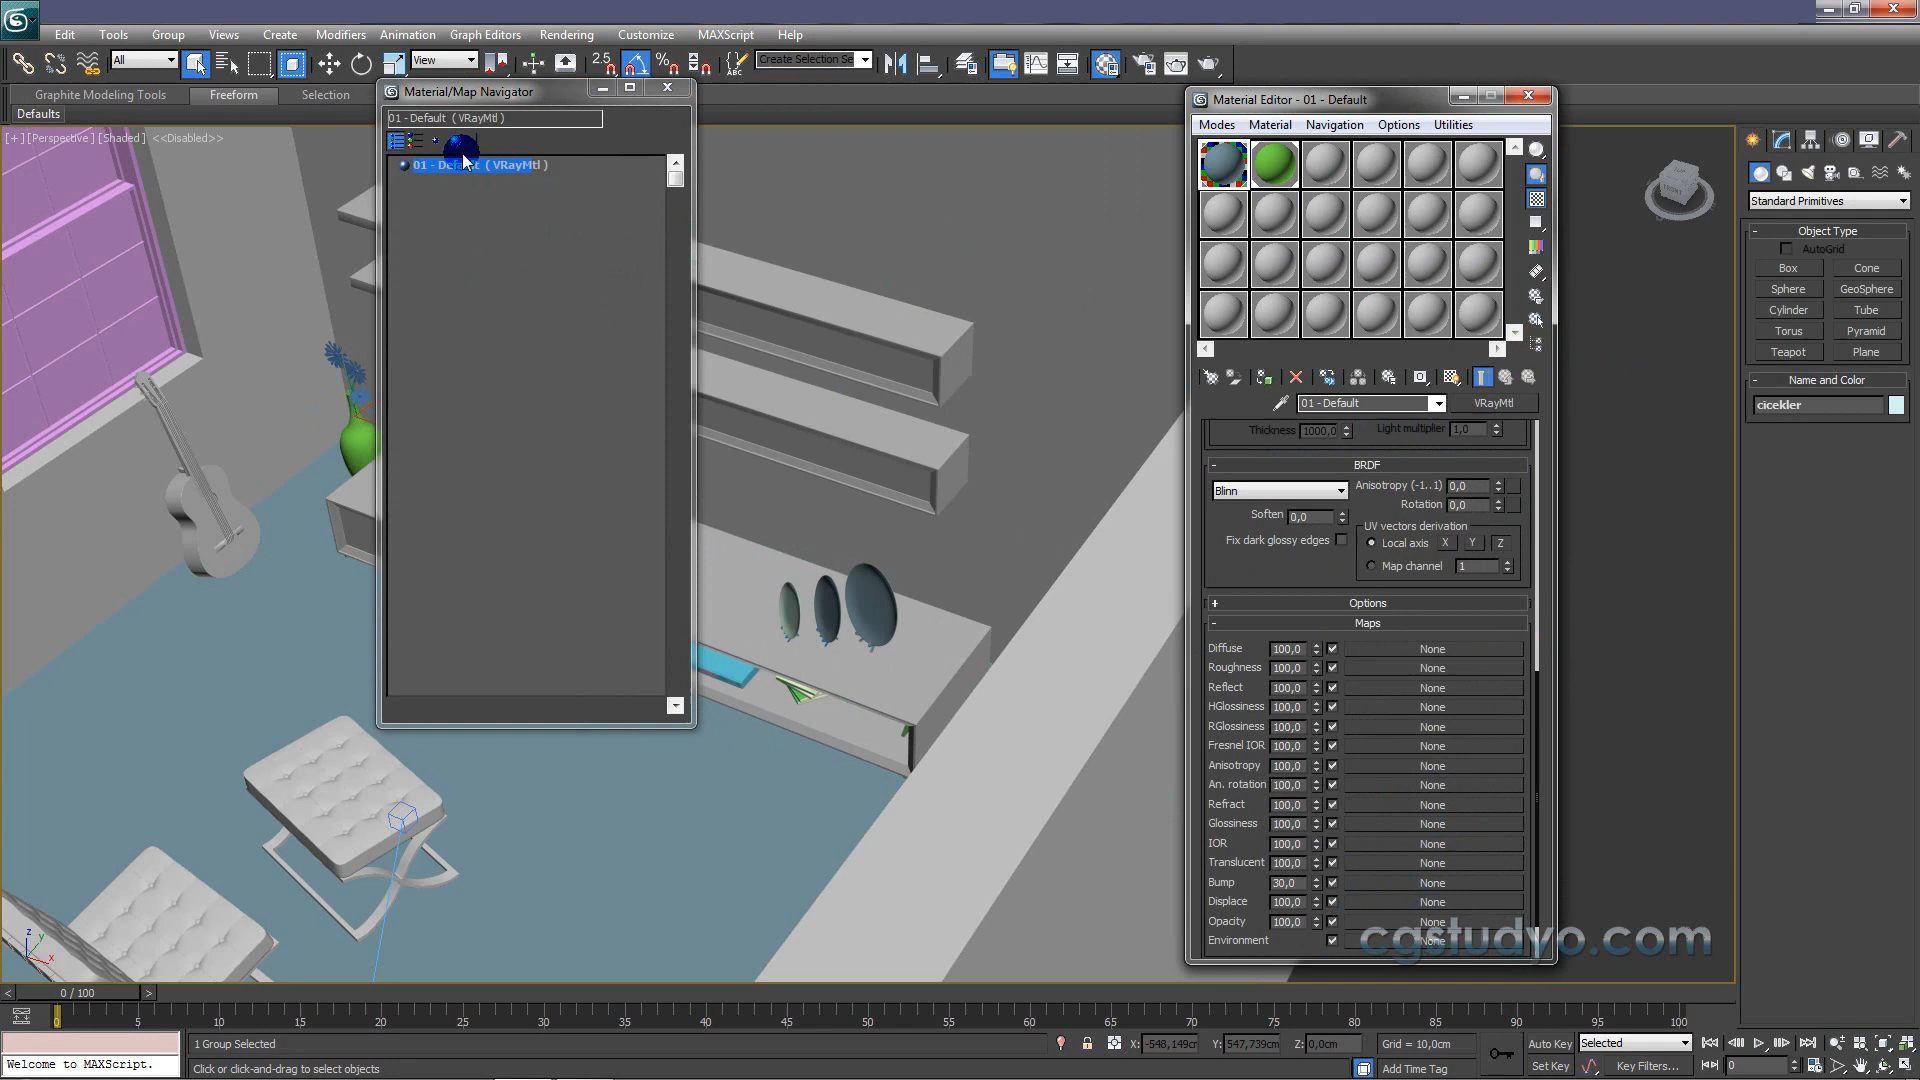 Edit Tools Group Views Create Modifiers Animation Graph Editors Rendering Customize MAXScript Help
All View 2.5 % ABC Create Selection Se
Graphite Modeling Tools Freeform Selection
Defaults
[+] [Perspective] [Shaded] <<Disabled>>
Material/Map Navigator
01 - Default ( VRayMtl )
01 - Default ( VRayMtl )
Material Editor - 01 - Default
Modes Material Navigation Options Utilities
01 - Default VRayMtl
Thickness 1000,0 Light multiplier 1,0
- BRDF
Blinn Anisotropy (-1..1) 0,0
Rotation 0,0
Soften 0,0
UV vectors derivation
Fix dark glossy edges Local axis X Y Z
Map channel 1
+ Options
- Maps
Diffuse 100,0 None
Roughness 100,0 None
Reflect 100,0 None
HGlossiness 100,0 None
RGlossiness 100,0 None
Fresnel IOR 100,0 None
Anisotropy 100,0 None
An. rotation 100,0 None
Refract 100,0 None
Glossiness 100,0 None
IOR 100,0 None
Translucent 100,0 None
Bump 30,0 None
Displace 100,0 None
Opacity 100,0 None
Environment None
cgstudyo.com
FRONT
Standard Primitives
- Object Type
AutoGrid
Box Cone
Sphere GeoSphere
Cylinder Tube
Torus Pyramid
Teapot Plane
- Name and Color
cicekler
z y x
< 0 / 100 >
0 5 10 15 20 25 30 35 40 45 50 55 60 65 70 75 80 85 90 95 100
1 Group Selected X: -548,149cm Y: 547,739cm Z: 0,0cm Grid = 10,0cm Auto Key Selected
Welcome to MAXScript. Click or click-and-drag to select objects Add Time Tag Set Key Key Filters... 0